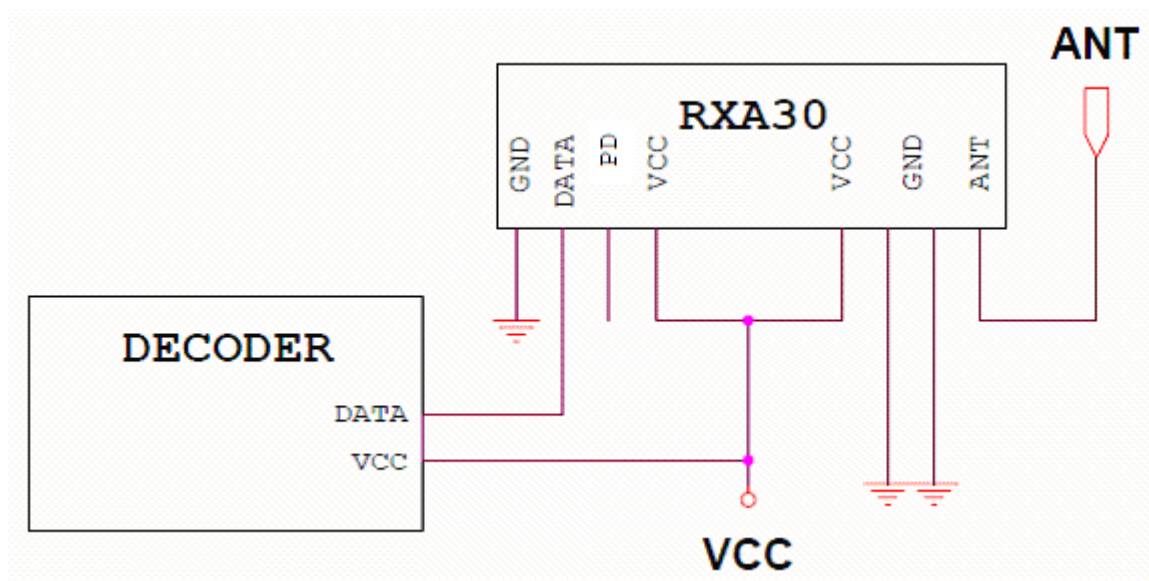 ANT
RXA30
GND
DATA
PD
VCC
VCC
GND
ANT
DECODER
DATA
VCC
VCC